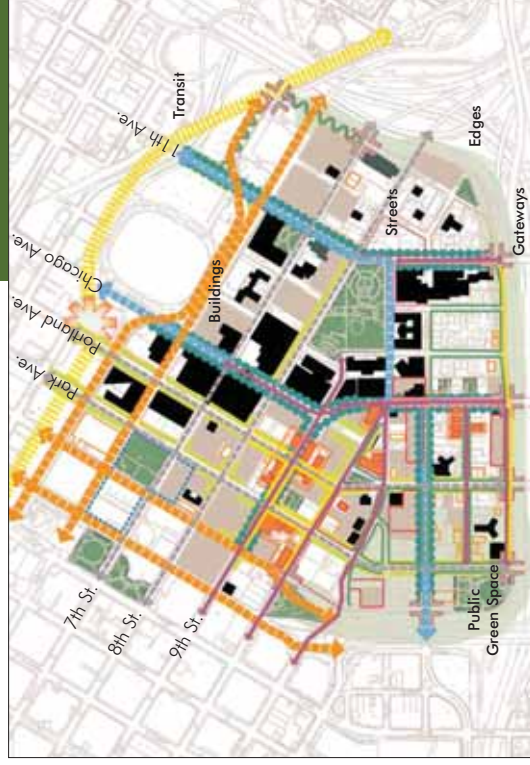 Transit
11th Ave.
Chicago Ave.
Portland Ave.
Park Ave.
Buildings
Streets
Edges
Gateways
7th St.
8th St.
9th St.
Public
Green Space